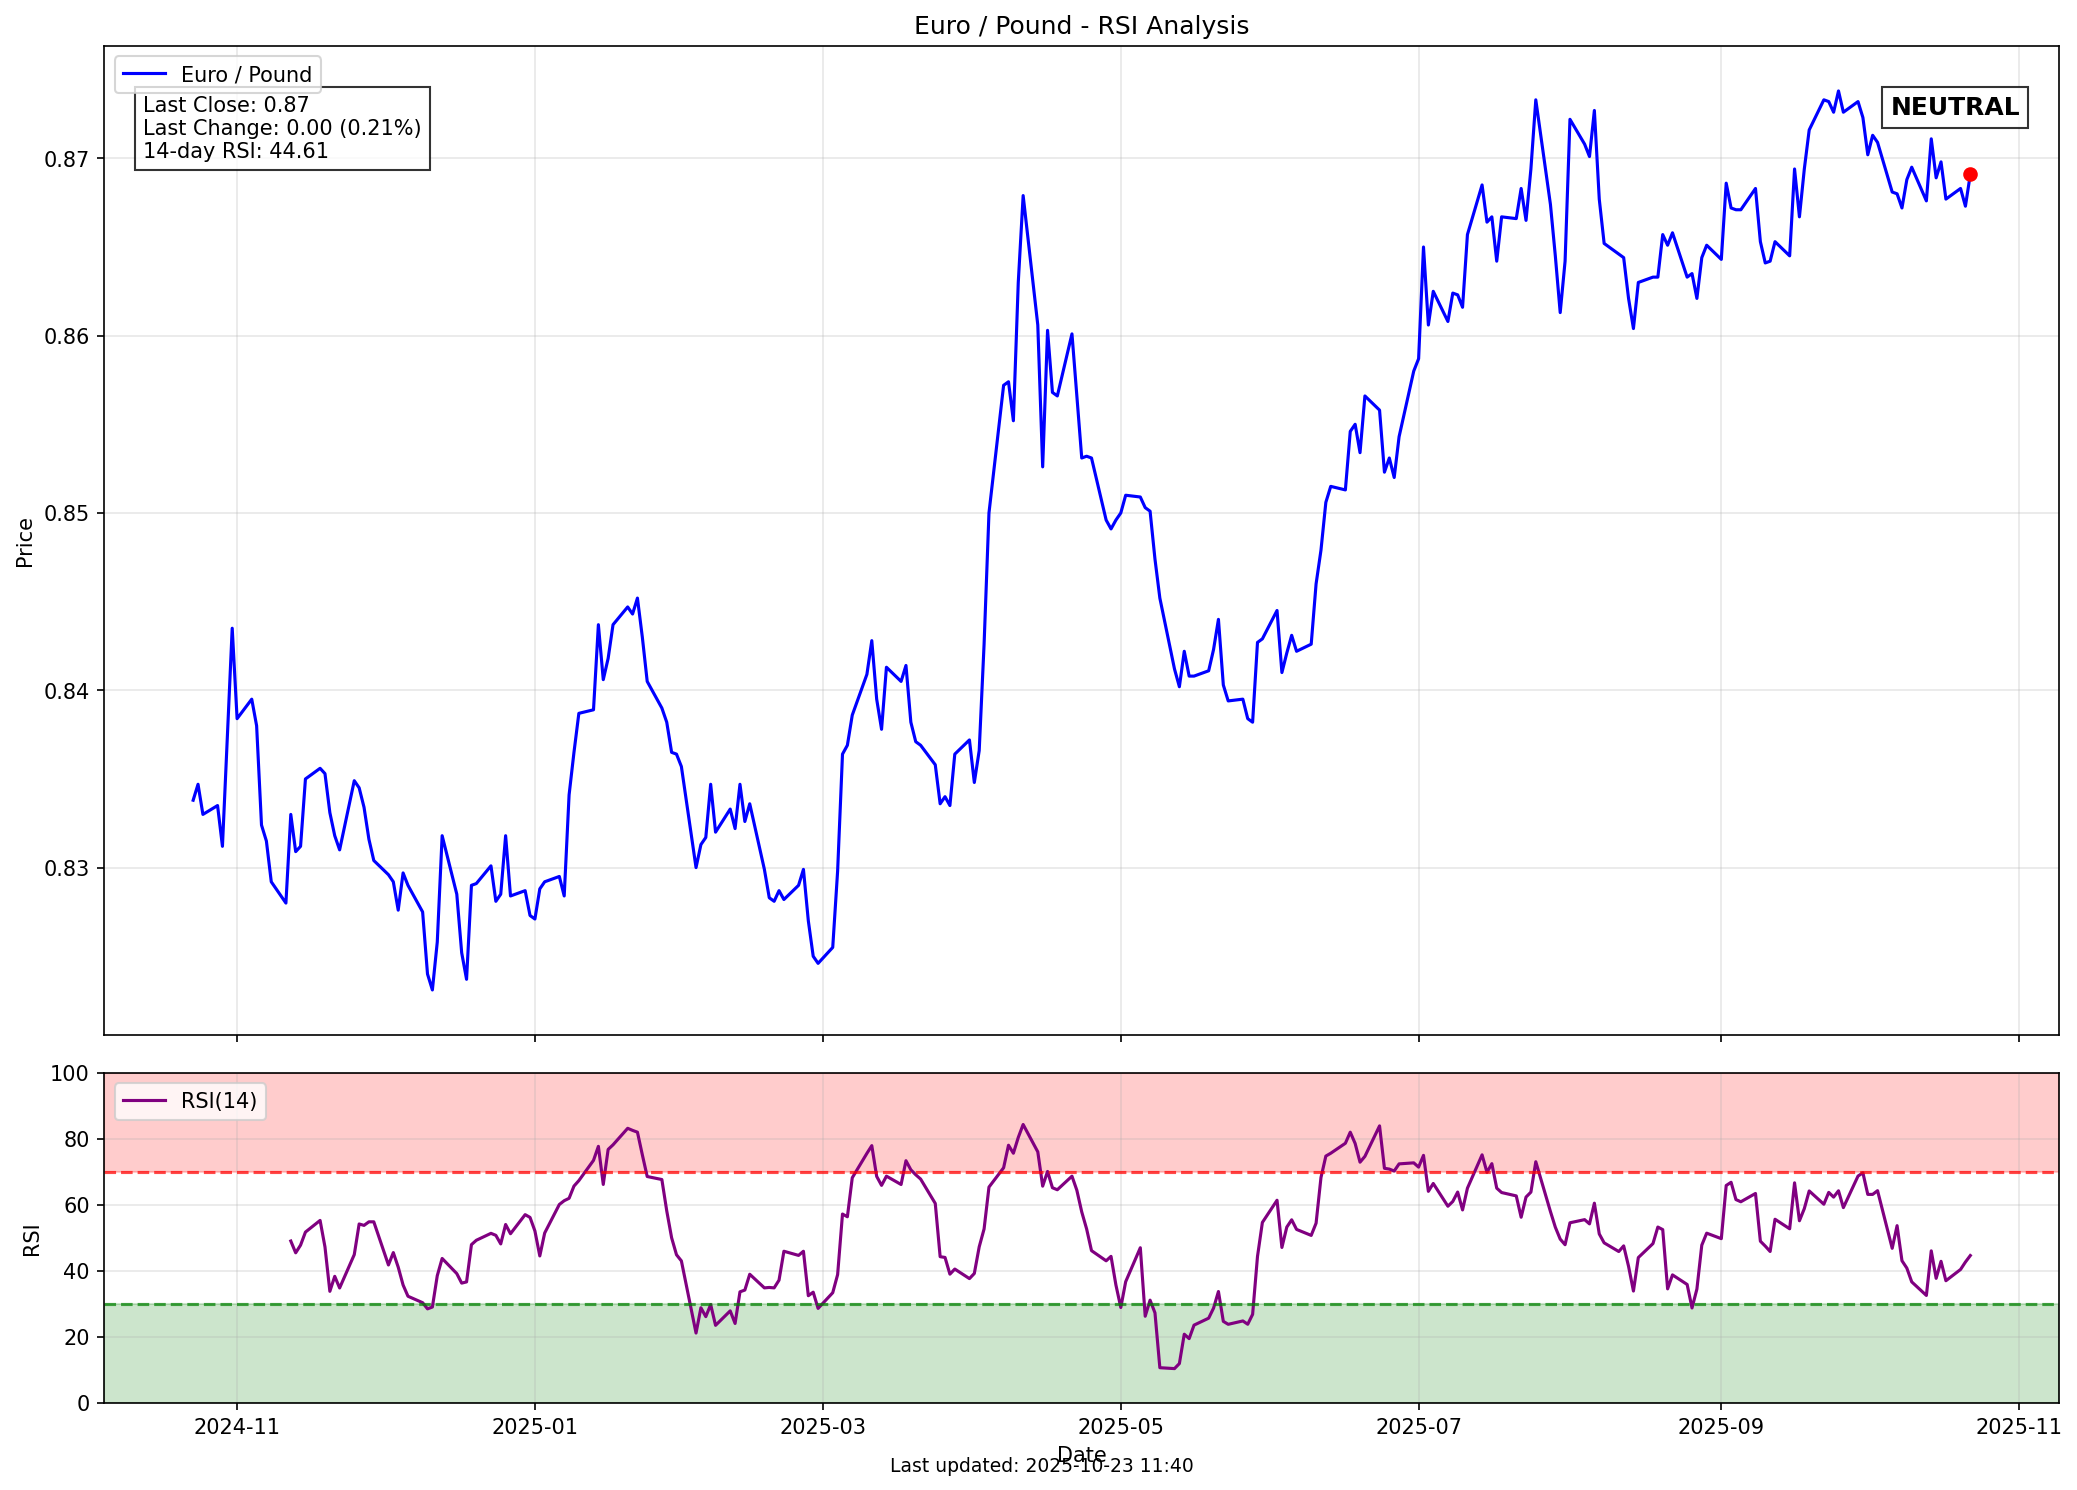 Euro / Pound - RSI Analysis
Euro / Pound
Last Close: 0.87
Last Change: 0.00 (0.21%)
14-day RSI: 44.61
NEUTRAL
0.87
0.86
0.85
0.84
0.83
Price
RSI(14)
100
80
60
40
20
0
RSI
2024-11
2025-01
2025-03
2025-05
2025-07
2025-09
2025-11
Date
Last updated: 2025-10-23 11:40